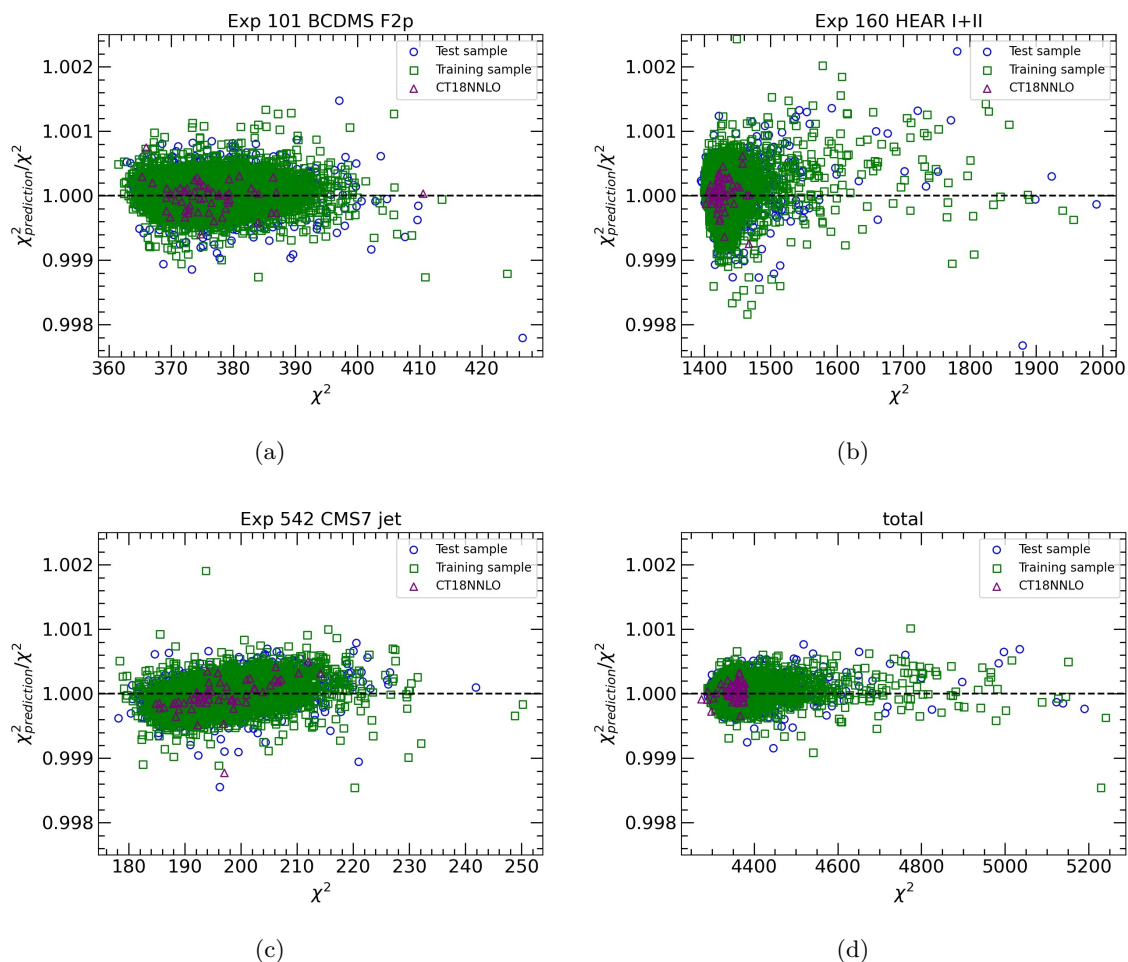 Exp 101 BCDMS F2p
χ²prediction/χ²
1.002
1.001
1.000
0.999
0.998
Test sample
Training sample
CT18NNLO
360 370 380 390 400 410 420
χ²
(a)
Exp 160 HEAR I+II
χ²prediction/χ²
1.002
1.001
1.000
0.999
0.998
Test sample
Training sample
CT18NNLO
1400 1500 1600 1700 1800 1900 2000
χ²
(b)
Exp 542 CMS7 jet
χ²prediction/χ²
1.002
1.001
1.000
0.999
0.998
Test sample
Training sample
CT18NNLO
180 190 200 210 220 230 240 250
χ²
(c)
total
χ²prediction/χ²
1.002
1.001
1.000
0.999
0.998
Test sample
Training sample
CT18NNLO
4400 4600 4800 5000 5200
χ²
(d)